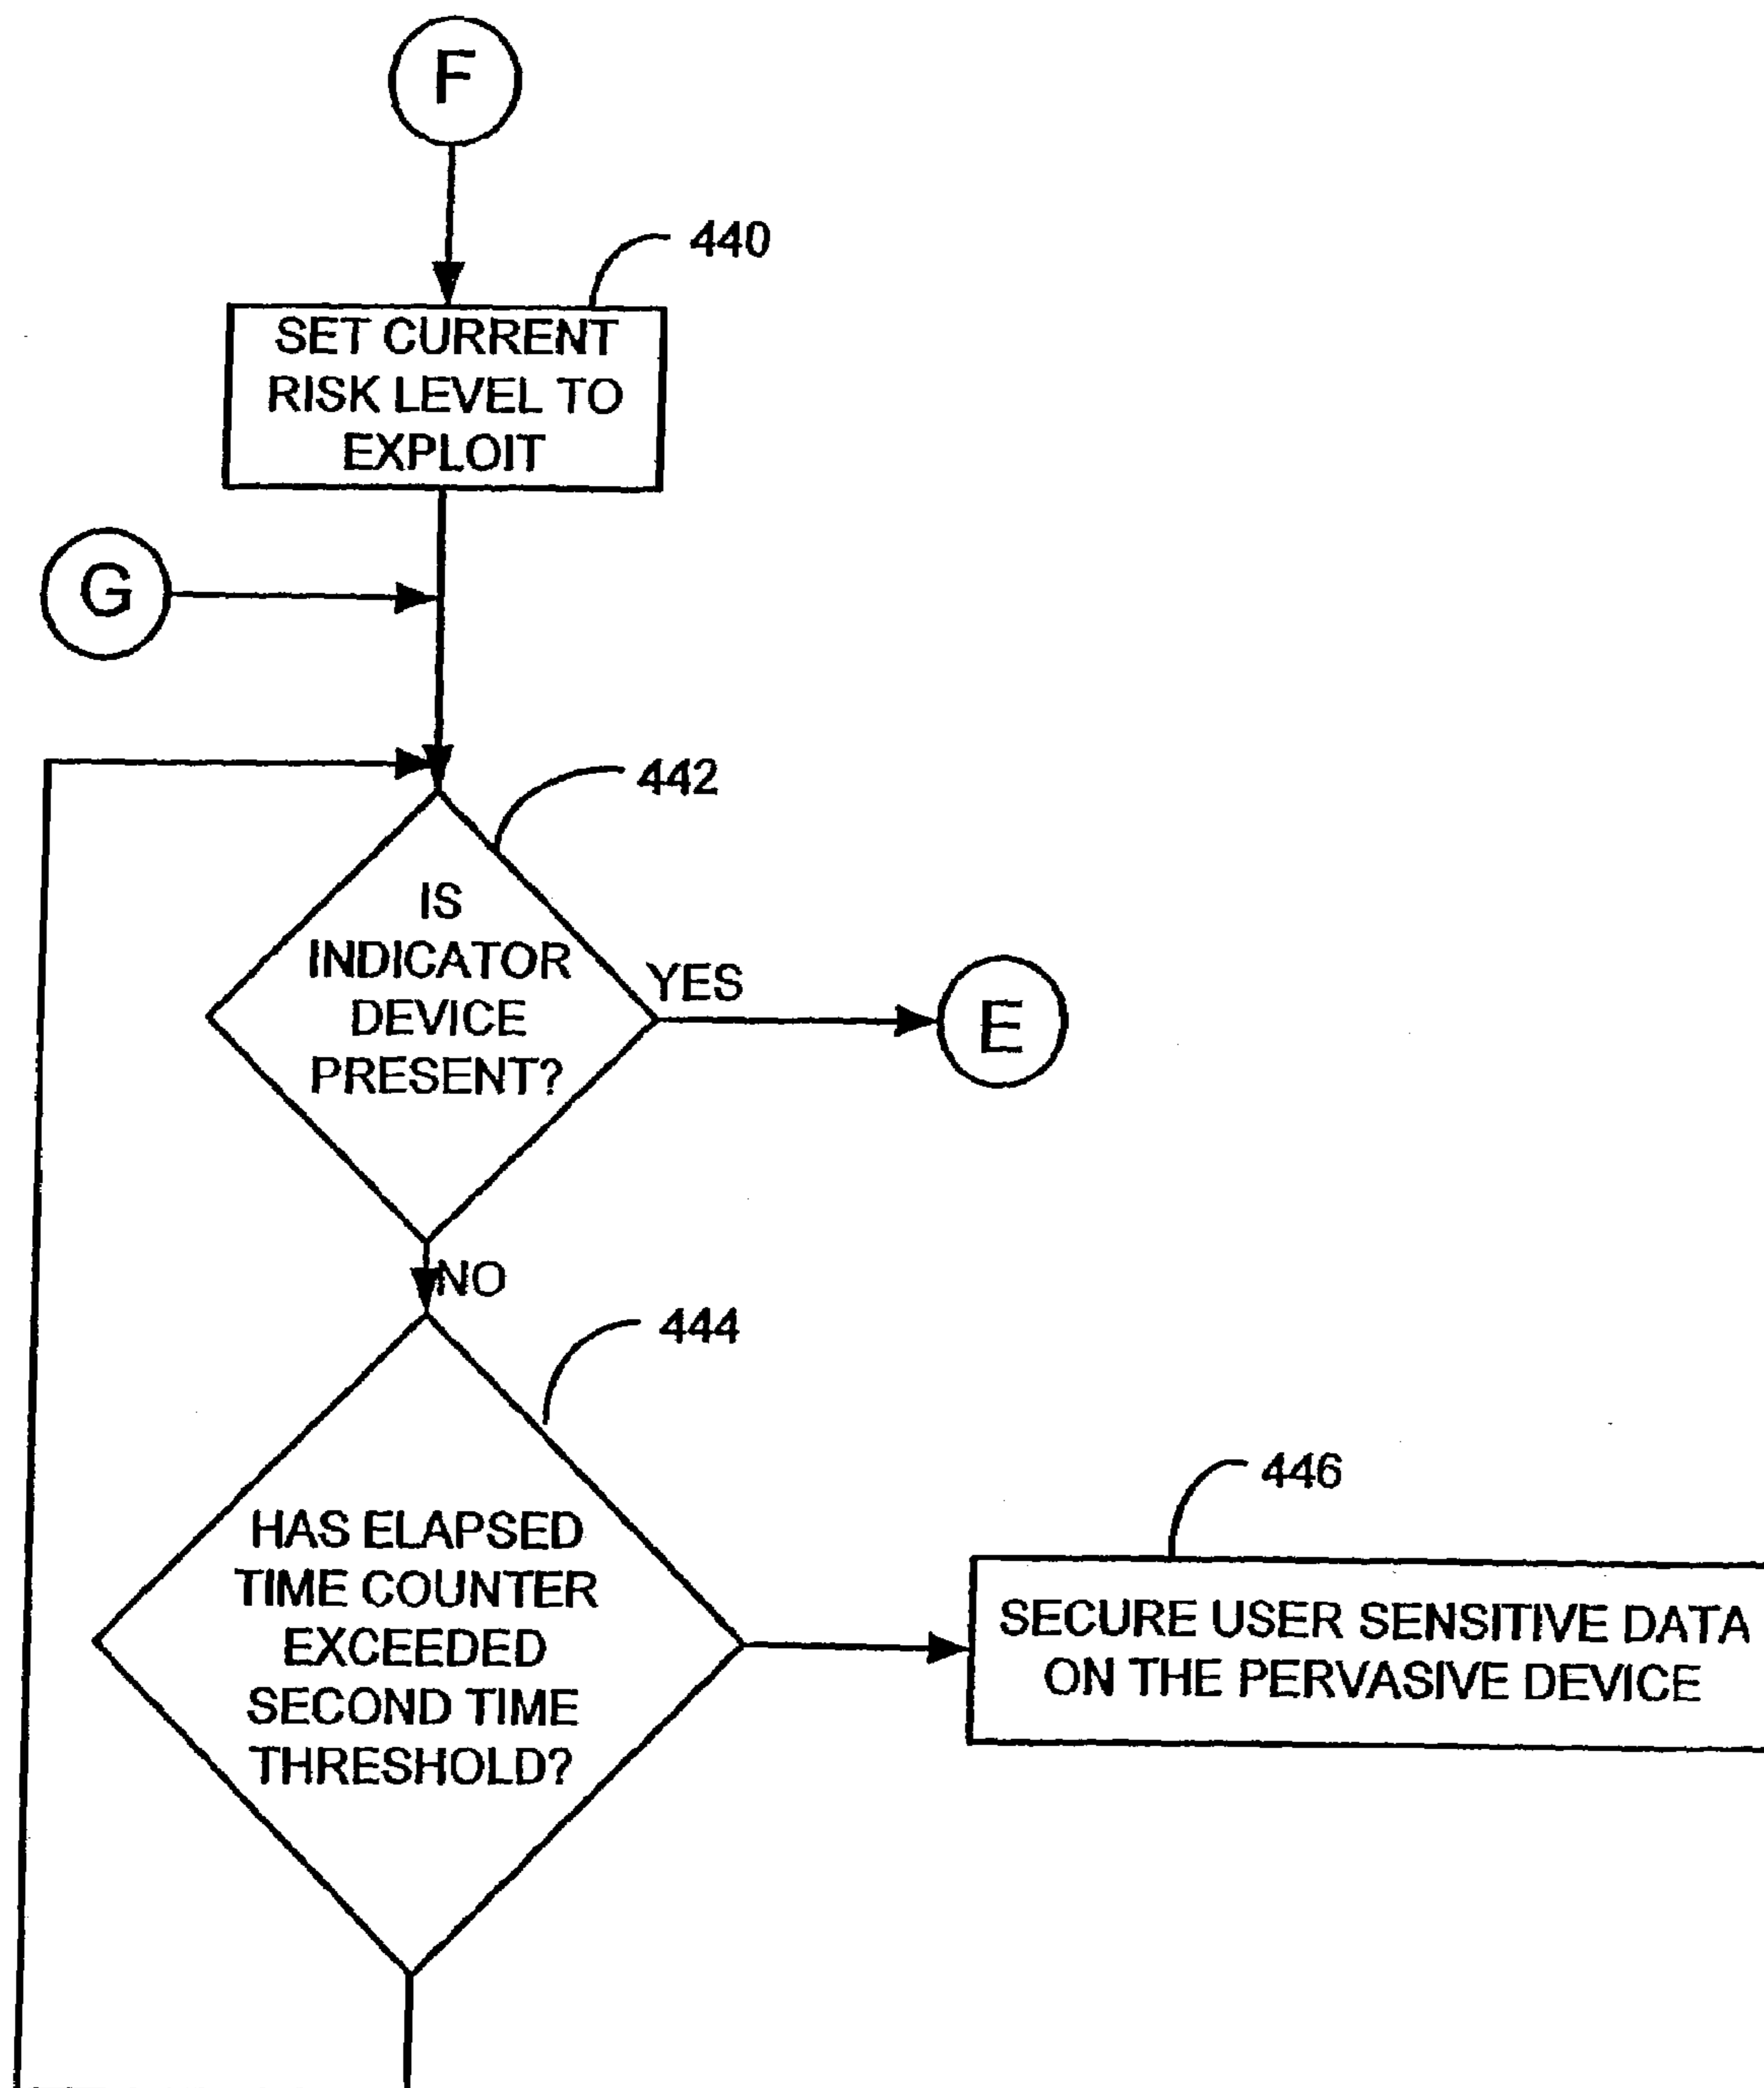 F
440
SET CURRENT
RISK LEVEL TO
EXPLOIT
G
442
IS
INDICATOR
DEVICE
PRESENT?
YES
E
NO
444
HAS ELAPSED
TIME COUNTER
EXCEEDED
SECOND TIME
THRESHOLD?
446
SECURE USER SENSITIVE DATA
ON THE PERVASIVE DEVICE